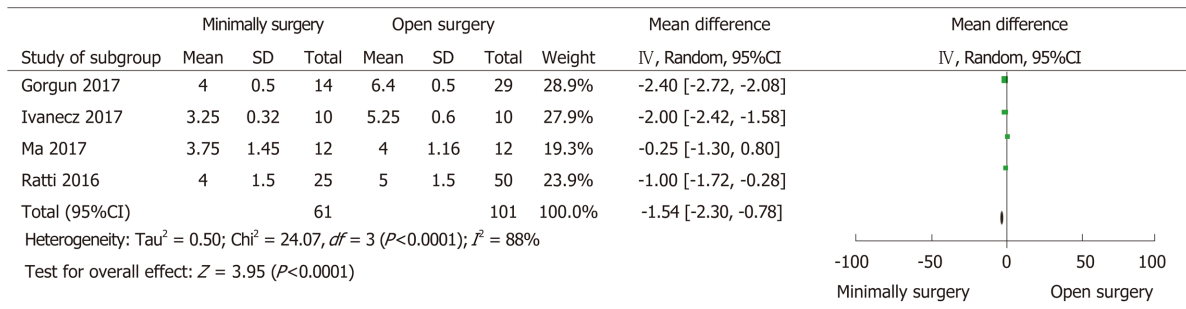 Minimally surgery Open surgery Mean difference Mean difference
Study of subgroup Mean SD Total Mean SD Total Weight Ⅳ, Random, 95%CI Ⅳ, Random, 95%CI
Gorgun 2017 4 0.5 14 6.4 0.5 29 28.9% -2.40 [-2.72, -2.08]
Ivanecz 2017 3.25 0.32 10 5.25 0.6 10 27.9% -2.00 [-2.42, -1.58]
Ma 2017 3.75 1.45 12 4 1.16 12 19.3% -0.25 [-1.30, 0.80]
Ratti 2016 4 1.5 25 5 1.5 50 23.9% -1.00 [-1.72, -0.28]
Total (95%CI) 61 101 100.0% -1.54 [-2.30, -0.78]
Heterogeneity: Tau² = 0.50; Chi² = 24.07, df = 3 (P<0.0001); I² = 88%
Test for overall effect: Z = 3.95 (P<0.0001)
-100 -50 0 50 100
Minimally surgery Open surgery